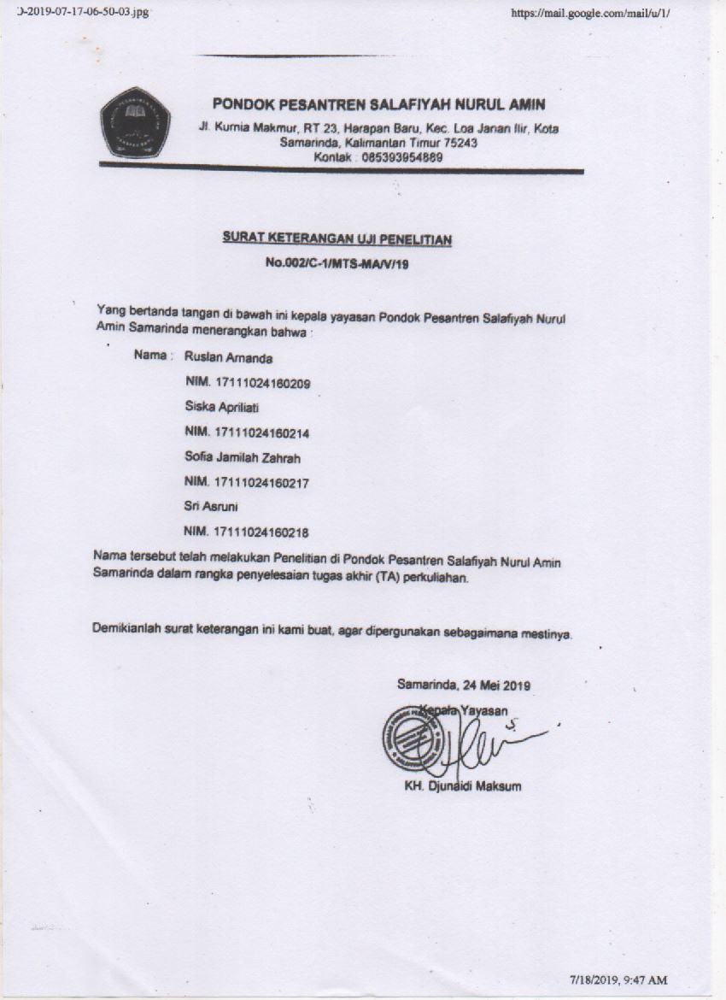 O-2019-07-17-06-50-03.jpg
https://mail.google.com/mail/u/1/
PONDOK PESANTREN SALAFIYAH NURUL AMIN
Jl. Kurnia Makmur, RT 23, Harapan Baru, Kec. Loa Janan Ilir, Kota
Samarinda, Kalimantan Timur 75243
Kontak : 085393954889
SURAT KETERANGAN UJI PENELITIAN
No.002/C-1/MTS-MA/V/19
Yang bertanda tangan di bawah ini kepala yayasan Pondok Pesantren Salafiyah Nurul
Amin Samarinda menerangkan bahwa :
Nama : Ruslan Arnanda
NIM. 17111024160209
Siska Apriliati
NIM. 17111024160214
Sofia Jamilah Zahrah
NIM. 17111024160217
Sri Asruni
NIM. 17111024160218
Nama tersebut telah melakukan Penelitian di Pondok Pesantren Salafiyah Nurul Amin
Samarinda dalam rangka penyelesaian tugas akhir (TA) perkuliahan.
Demikianlah surat keterangan ini kami buat, agar dipergunakan sebagaimana mestinya.
Samarinda, 24 Mei 2019
Kepala Yayasan
KH. Djunaidi Maksum
7/18/2019, 9:47 AM